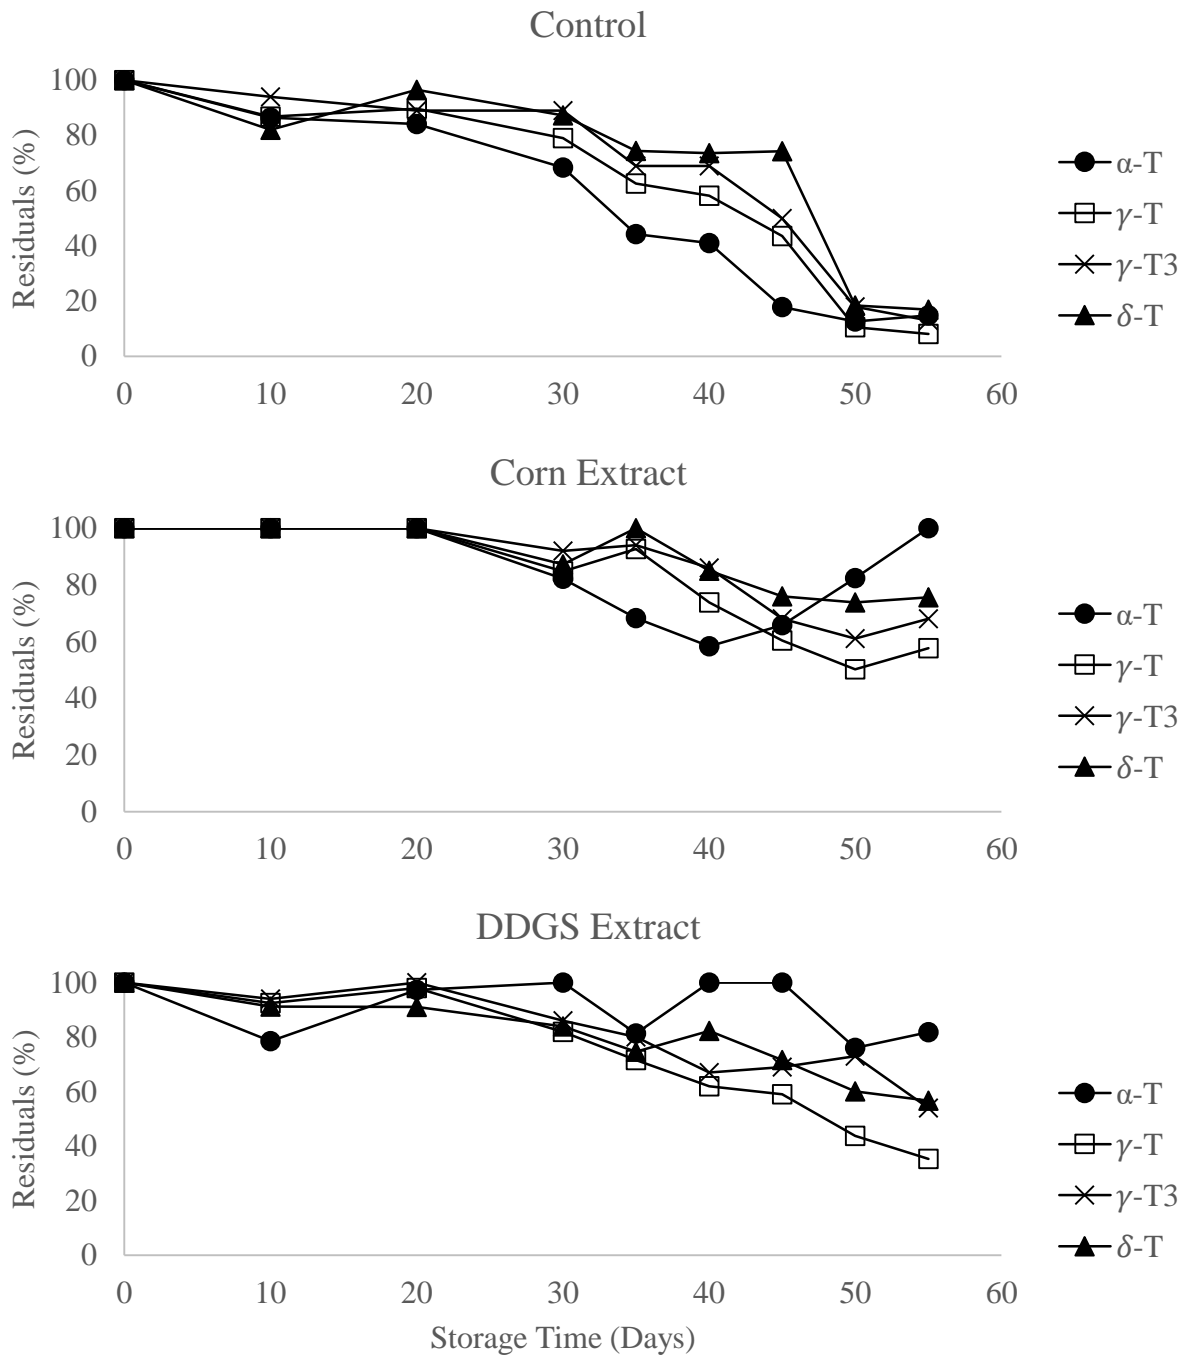 Control
100
80
60
40
20
0
Residuals (%)
0 10 20 30 40 50 60
α-T
γ-T
γ-T3
δ-T
Corn Extract
100
80
60
40
20
0
Residuals (%)
0 10 20 30 40 50 60
α-T
γ-T
γ-T3
δ-T
DDGS Extract
100
80
60
40
20
0
Residuals (%)
0 10 20 30 40 50 60
Storage Time (Days)
α-T
γ-T
γ-T3
δ-T